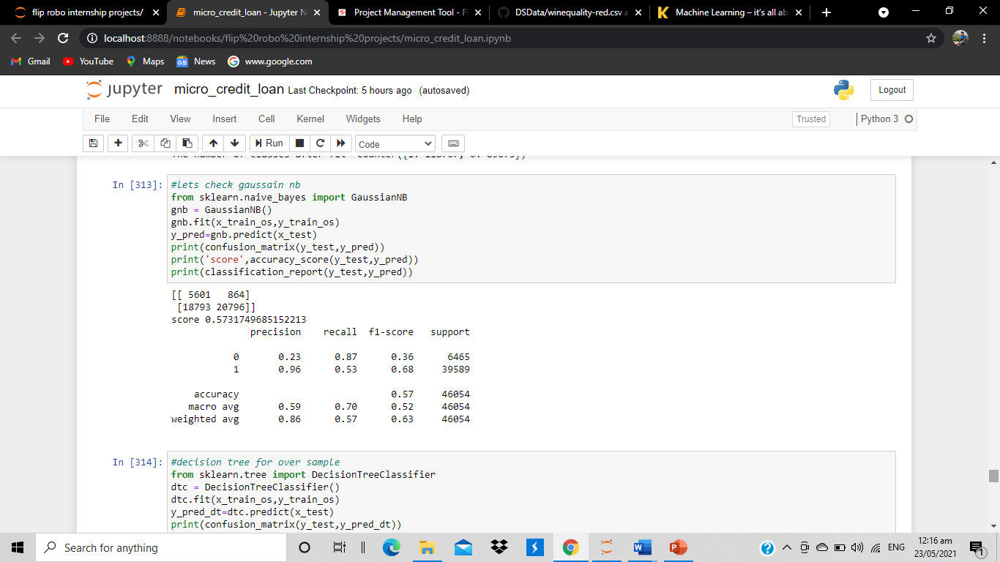 flip robo internship projects/
micro_credit_loan - Jupyter N
Project Management Tool - Fl
DSData/winequality-red.csv a
Machine Learning – it's all ab
localhost:8888/notebooks/flip%20robo%20internship%20projects/micro_credit_loan.ipynb
Gmail YouTube Maps News www.google.com
jupyter micro_credit_loan Last Checkpoint: 5 hours ago (autosaved) Logout
File Edit View Insert Cell Kernel Widgets Help Trusted Python 3
Run Code
In [313]: #lets check gaussain nb
from sklearn.naive_bayes import GaussianNB
gnb = GaussianNB()
gnb.fit(x_train_os,y_train_os)
y_pred=gnb.predict(x_test)
print(confusion_matrix(y_test,y_pred))
print('score',accuracy_score(y_test,y_pred))
print(classification_report(y_test,y_pred))
[[ 5601 864]
[18793 20796]]
score 0.5731749685152213
precision recall f1-score support
0 0.23 0.87 0.36 6465
1 0.96 0.53 0.68 39589
accuracy 0.57 46054
macro avg 0.59 0.70 0.52 46054
weighted avg 0.86 0.57 0.63 46054
In [314]: #decision tree for over sample
from sklearn.tree import DecisionTreeClassifier
dtc = DecisionTreeClassifier()
dtc.fit(x_train_os,y_train_os)
y_pred_dt=dtc.predict(x_test)
print(confusion_matrix(y_test,y_pred_dt))
Search for anything
ENG
12:16 am
23/05/2021
1